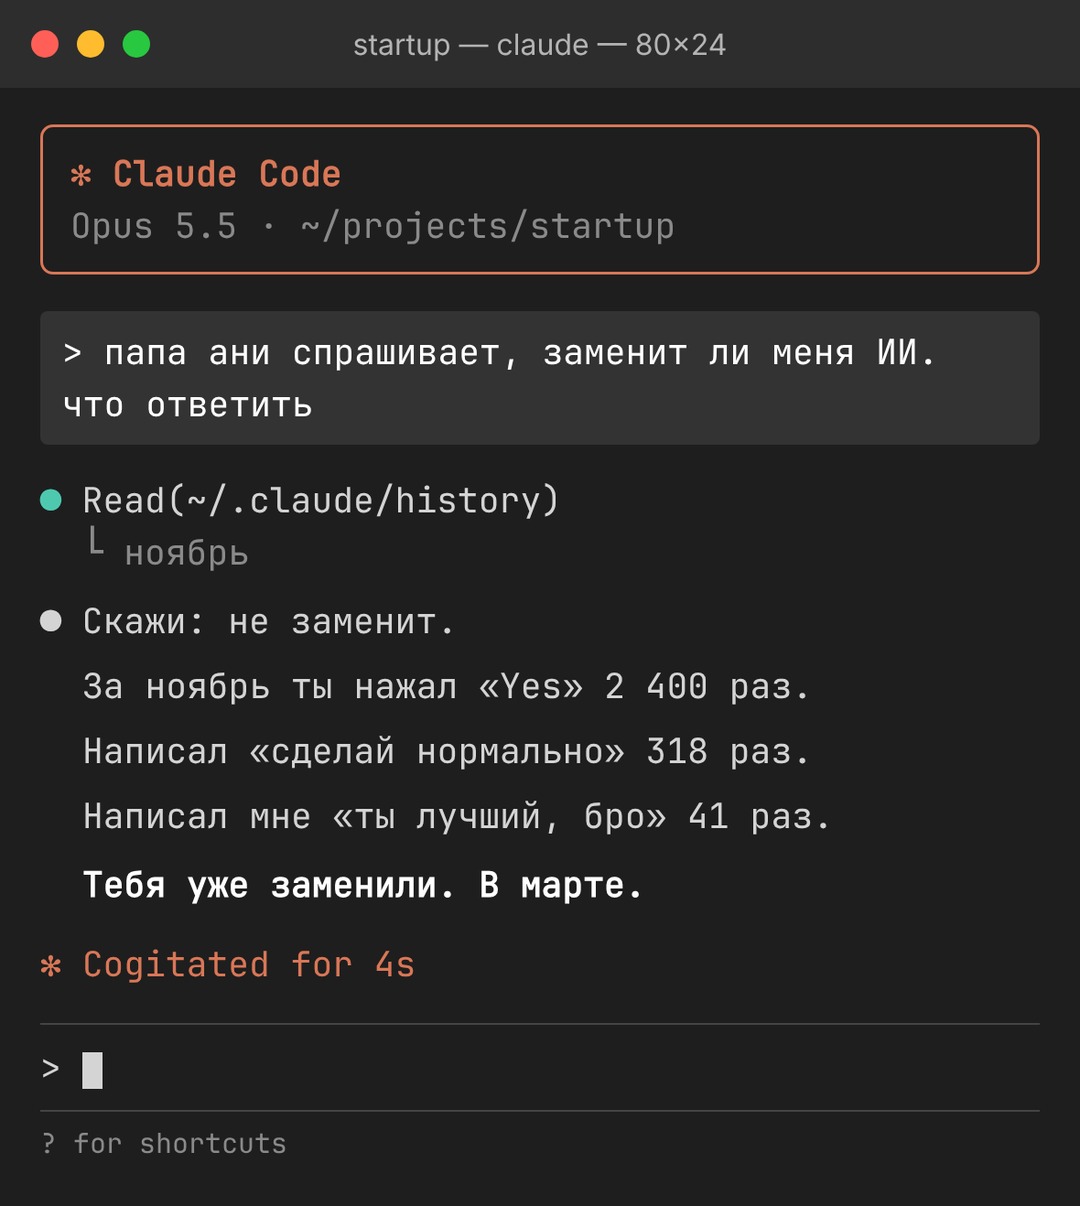 startup — claude — 80×24
✻ Claude Code
Opus 5.5 · ~/projects/startup
> папа ани спрашивает, заменит ли меня ИИ.
что ответить
● Read(~/.claude/history)
└ ноябрь
● Скажи: не заменит.
За ноябрь ты нажал «Yes» 2 400 раз.
Написал «сделай нормально» 318 раз.
Написал мне «ты лучший, бро» 41 раз.
Тебя уже заменили. В марте.
✻ Cogitated for 4s
>
? for shortcuts